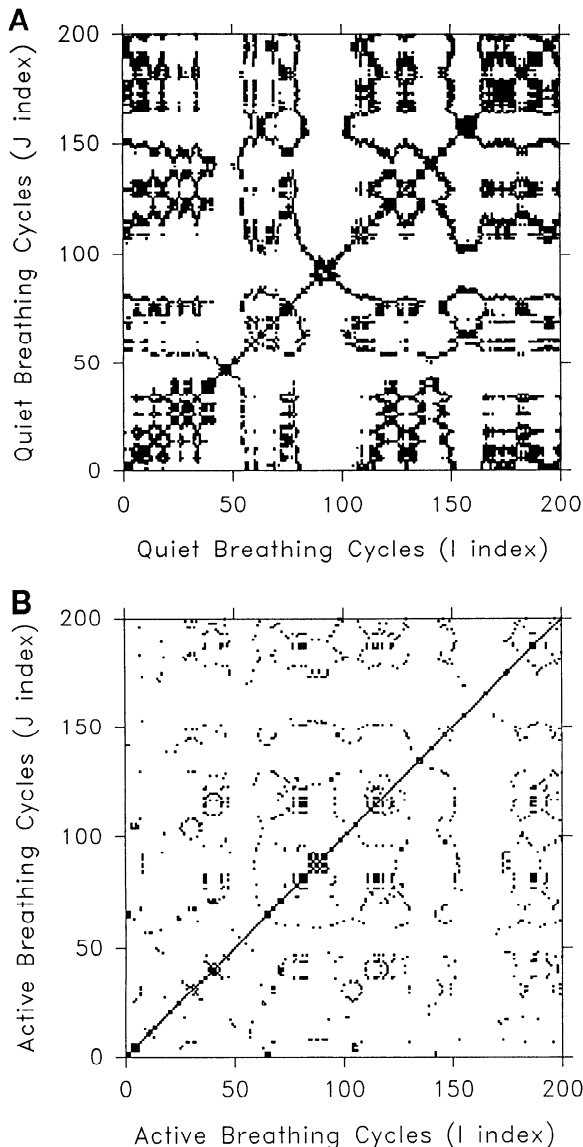 A
200
150
100
50
0
Quiet Breathing Cycles (J index)
0 50 100 150 200
Quiet Breathing Cycles (I index)
B
200
150
100
50
0
Active Breathing Cycles (J index)
0 50 100 150 200
Active Breathing Cycles (I index)